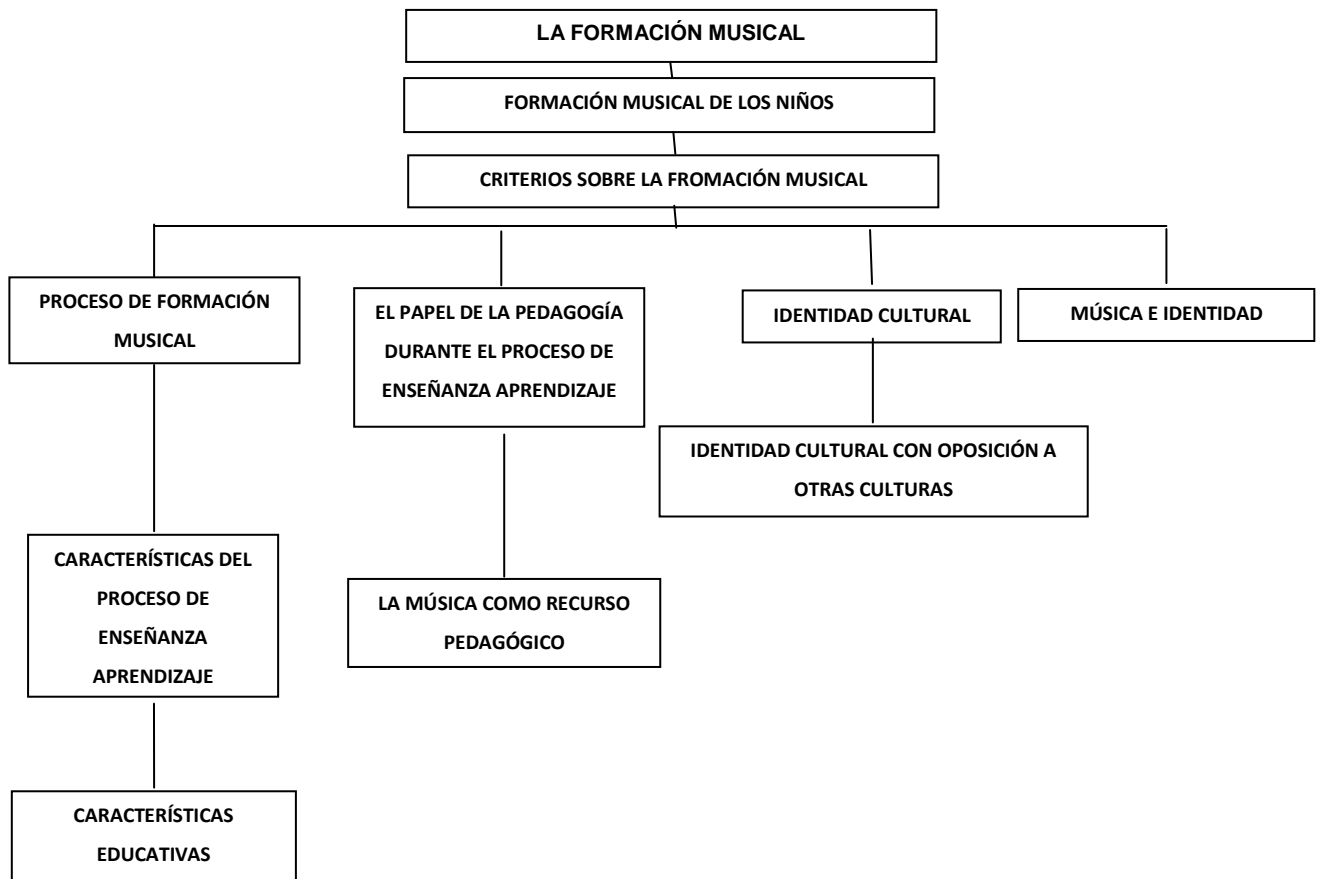 LA FORMACIÓN MUSICAL
FORMACIÓN MUSICAL DE LOS NIÑOS
CRITERIOS SOBRE LA FROMACIÓN MUSICAL
PROCESO DE FORMACIÓN
MUSICAL
EL PAPEL DE LA PEDAGOGÍA
DURANTE EL PROCESO DE
ENSEÑANZA APRENDIZAJE
IDENTIDAD CULTURAL
MÚSICA E IDENTIDAD
IDENTIDAD CULTURAL CON OPOSICIÓN A
OTRAS CULTURAS
CARACTERÍSTICAS DEL
PROCESO DE
ENSEÑANZA
APRENDIZAJE
LA MÚSICA COMO RECURSO
PEDAGÓGICO
CARACTERÍSTICAS
EDUCATIVAS